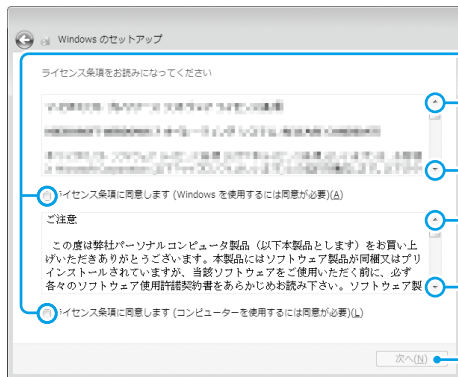 Windows のセットアップ
ライセンス条項をお読みになってください
ライセンス条項に同意します (Windows を使用するには同意が必要)(A)
ご注意
この度は弊社パーソナルコンピュータ製品（以下本製品とします）をお買い上
げいただきありがとうございます。本製品にはソフトウェア製品が同梱又はプリ
インストールされていますが、当該ソフトウェアをご使用いただく前に、必ず
各々のソフトウェア使用許諾契約書をあらかじめお読み下さい。ソフトウェア製
ライセンス条項に同意します (コンピューターを使用するには同意が必要)(L)
次へ(N)